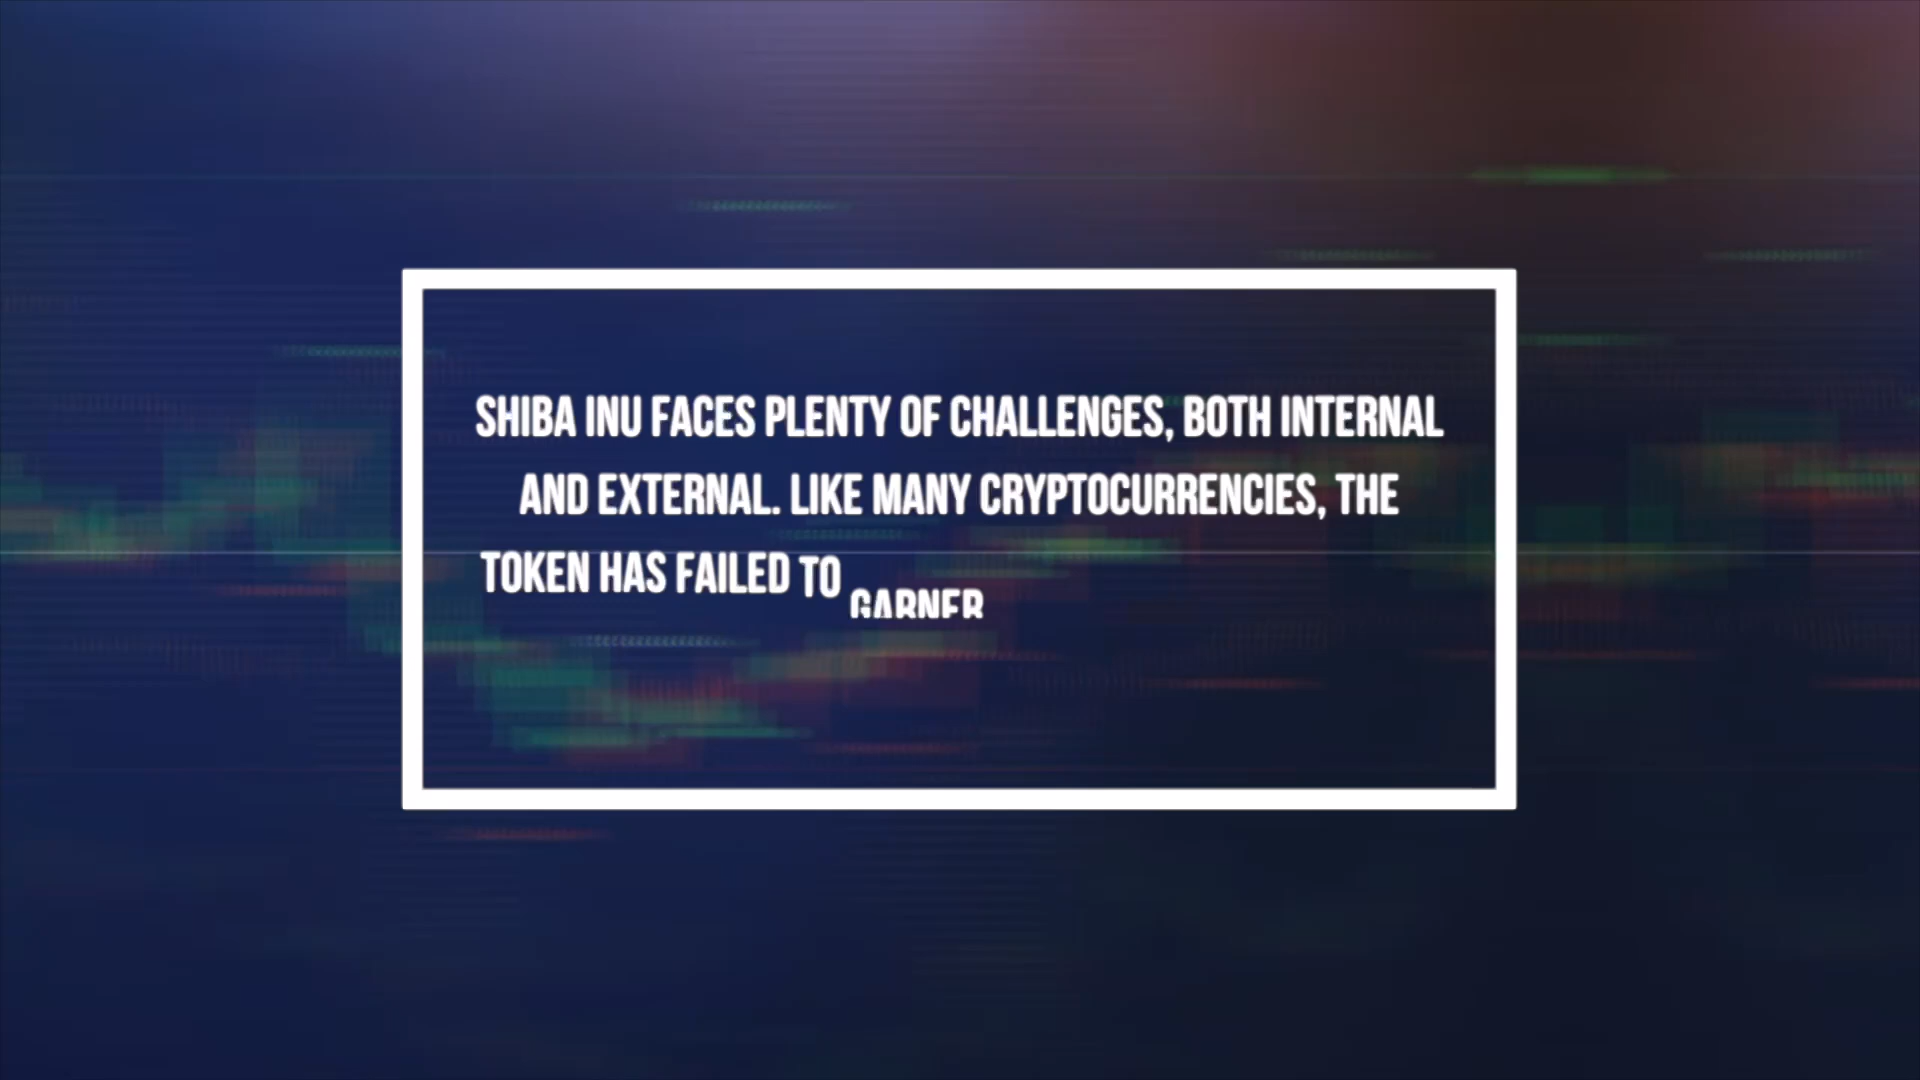 SHIBA INU FACES PLENTY OF CHALLENGES, BOTH INTERNAL
AND EXTERNAL. LIKE MANY CRYPTOCURRENCIES, THE
TOKEN HAS FAILED TO GARNER